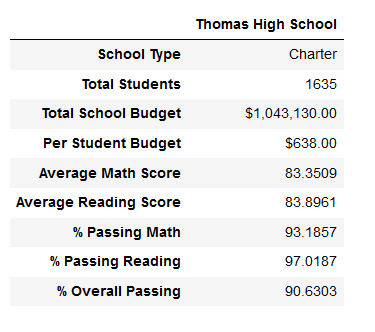 Thomas High School
School Type Charter
Total Students 1635
Total School Budget $1,043,130.00
Per Student Budget $638.00
Average Math Score 83.3509
Average Reading Score 83.8961
% Passing Math 93.1857
% Passing Reading 97.0187
% Overall Passing 90.6303